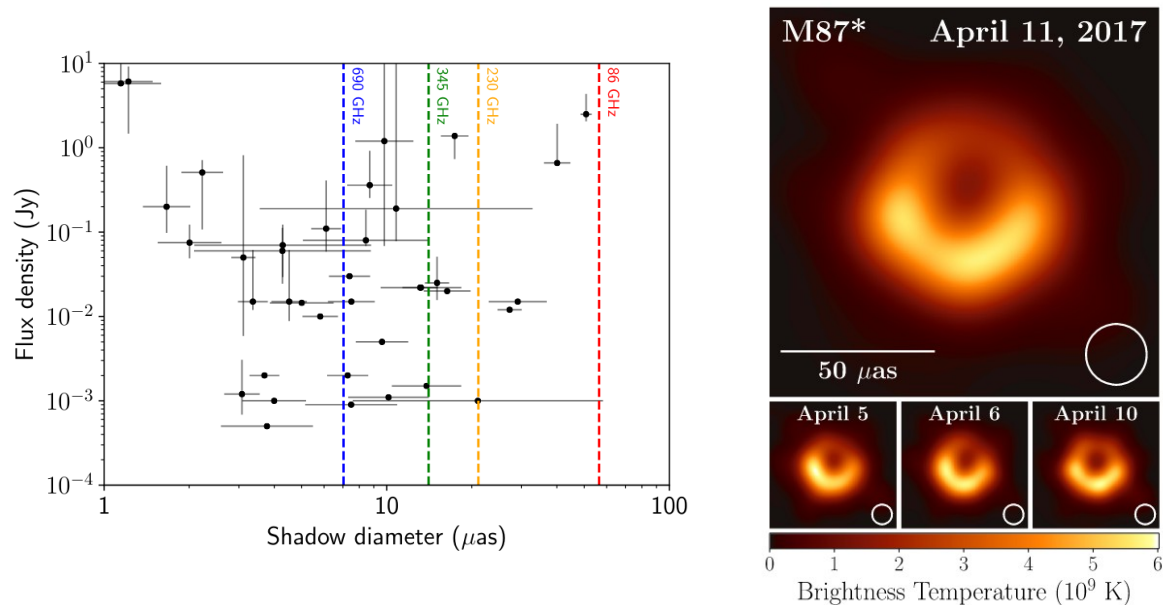 10^1
10^0
10^-1
10^-2
10^-3
10^-4
Flux density (Jy)
690 GHz
345 GHz
230 GHz
86 GHz
1 10 100
Shadow diameter (μas)
M87* April 11, 2017
50 μas
April 5 April 6 April 10
0 1 2 3 4 5 6
Brightness Temperature (10^9 K)